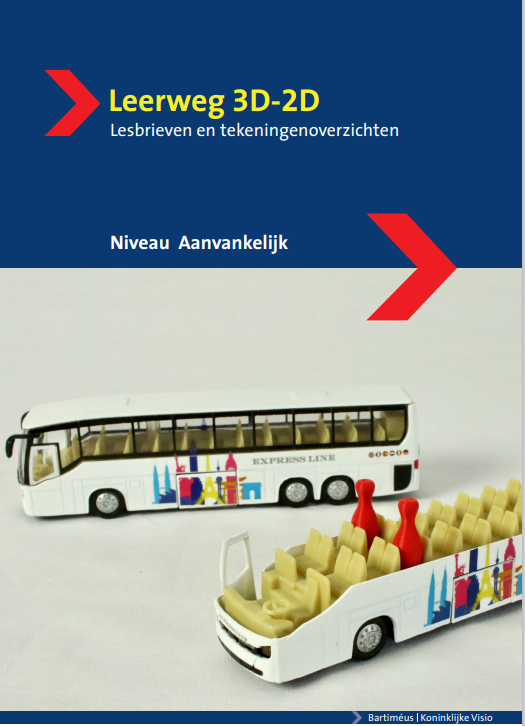 Leerweg 3D-2D
Lesbrieven en tekeningenoverzichten
Niveau Aanvankelijk
EXPRESS LINE
Bartiméus | Koninklijke Visio